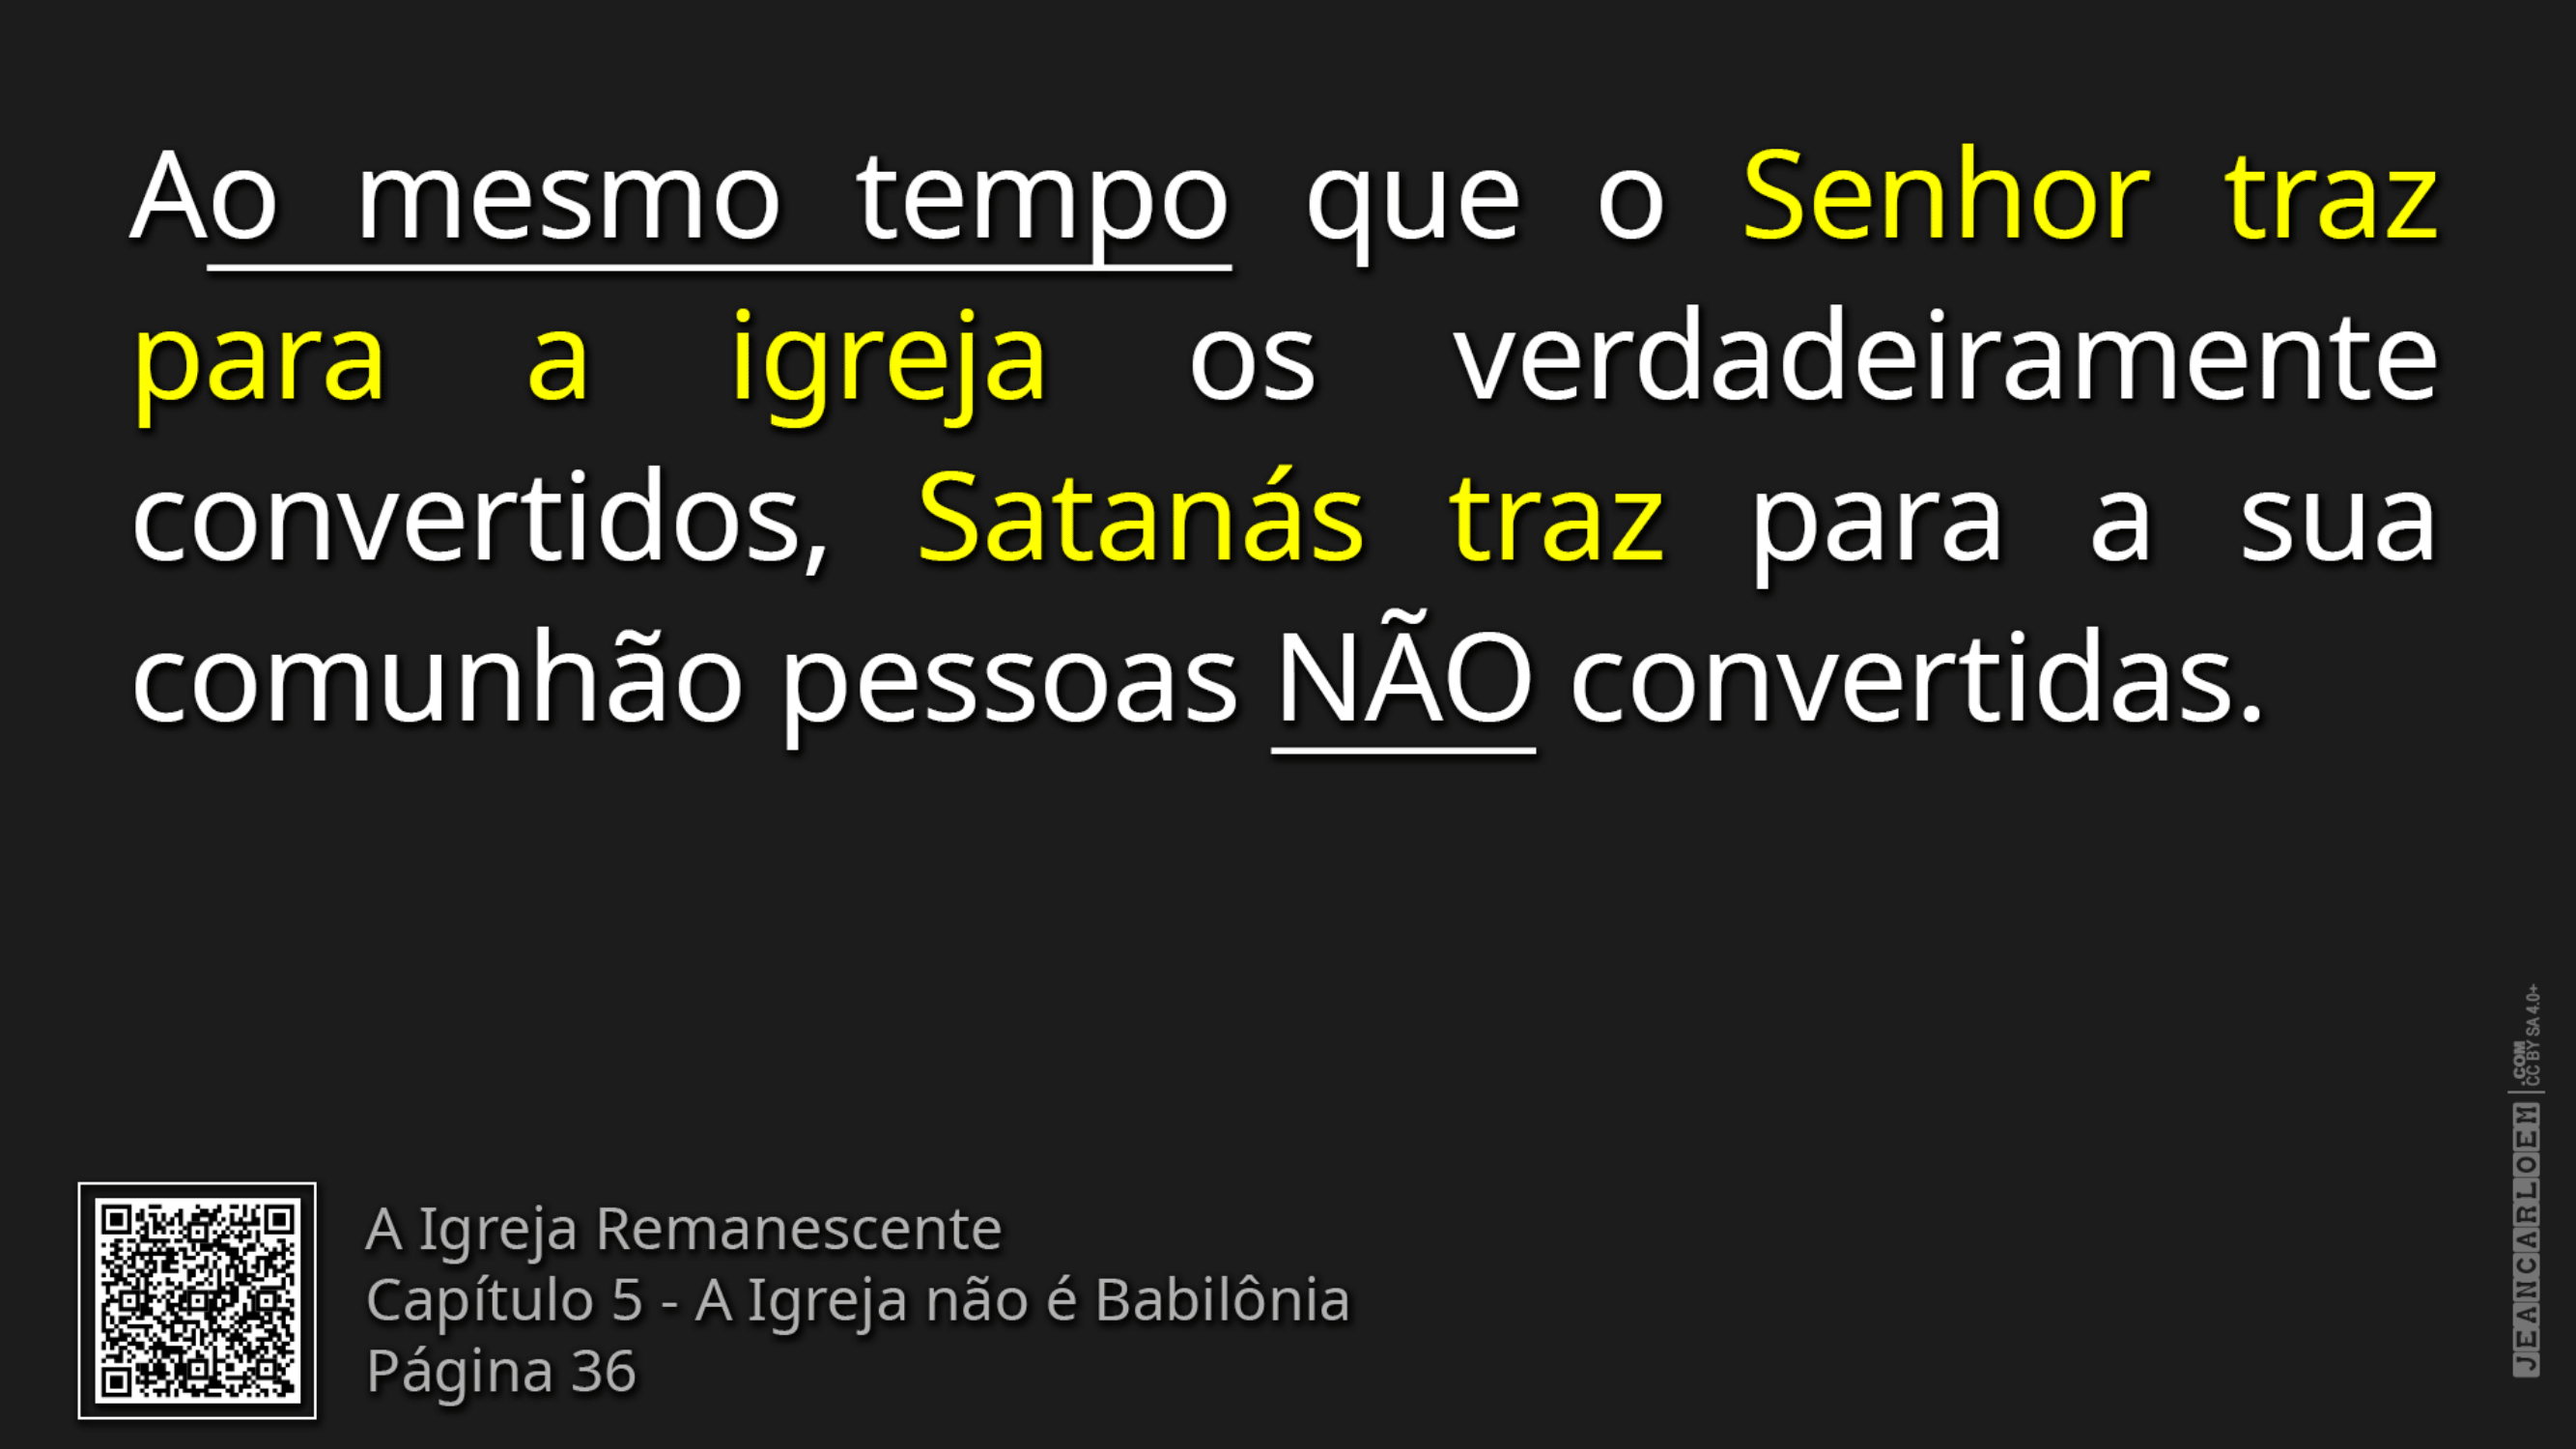 Ao mesmo tempo que o Senhor traz
para a igreja os verdadeiramente
convertidos, Satanás traz para a sua
comunhão pessoas NÃO convertidas.
A Igreja Remanescente
Capítulo 5 - A Igreja não é Babilônia
Página 36
JEANCARLOEM
.COM
CC BY SA 4.0+